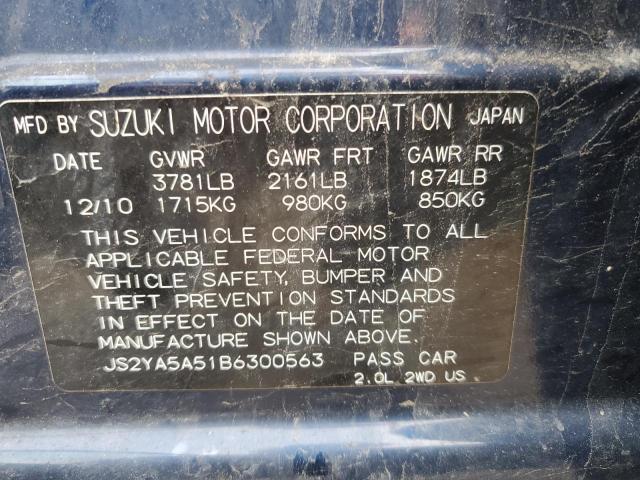 MFD BY SUZUKI MOTOR CORPORATION JAPAN
DATE GVWR GAWR FRT GAWR RR
3781LB 2161LB 1874LB
12/10 1715KG 980KG 850KG
THIS VEHICLE CONFORMS TO ALL
APPLICABLE FEDERAL MOTOR
VEHICLE SAFETY, BUMPER AND
THEFT PREVENTION STANDARDS
IN EFFECT ON THE DATE OF
MANUFACTURE SHOWN ABOVE.
JS2YA5A51B6300563 PASS CAR
2.0L 2WD US